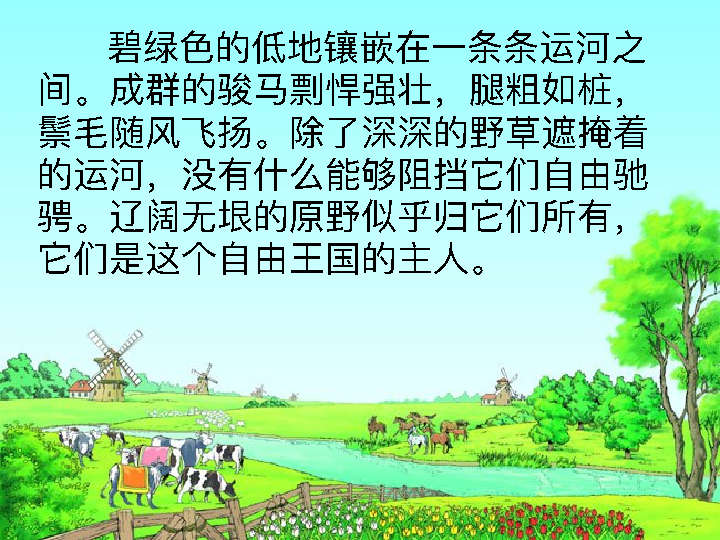 碧绿色的低地镶嵌在一条条运河之
间。成群的骏马剽悍强壮，腿粗如桩，
鬃毛随风飞扬。除了深深的野草遮掩着
的运河，没有什么能够阻挡它们自由驰
骋。辽阔无垠的原野似乎归它们所有，
它们是这个自由王国的主人。